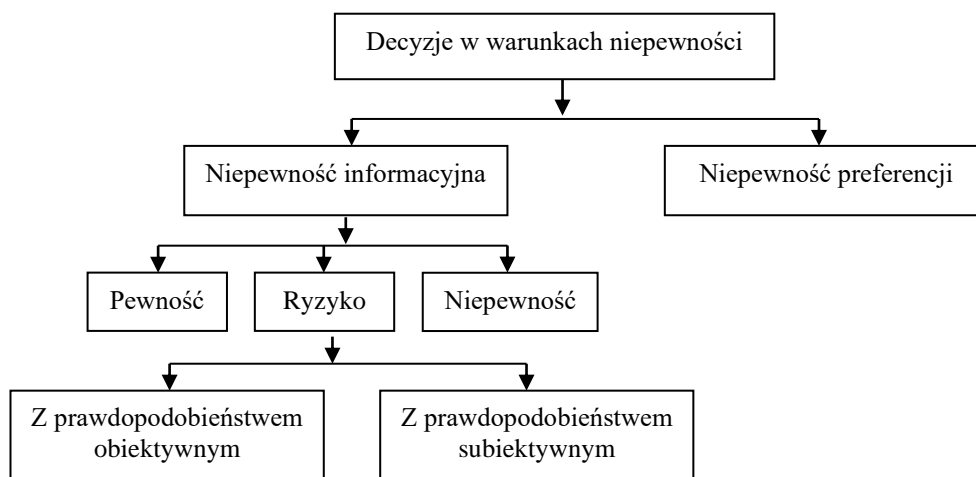 Decyzje w warunkach niepewności
Niepewność informacyjna
Niepewność preferencji
Pewność
Ryzyko
Niepewność
Z prawdopodobieństwem
obiektywnym
Z prawdopodobieństwem
subiektywnym